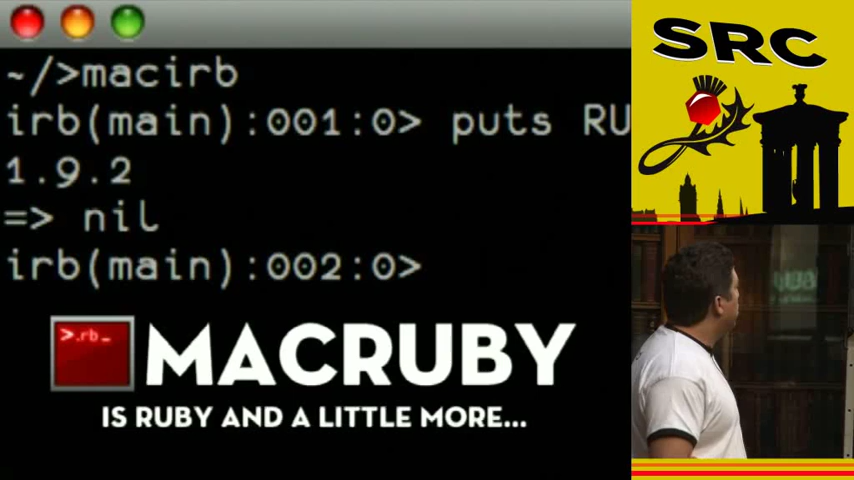 ~/>macirb
irb(main):001:0> puts RU
1.9.2
=> nil
irb(main):002:0>
>.rb_
MACRUBY
IS RUBY AND A LITTLE MORE...
SRC